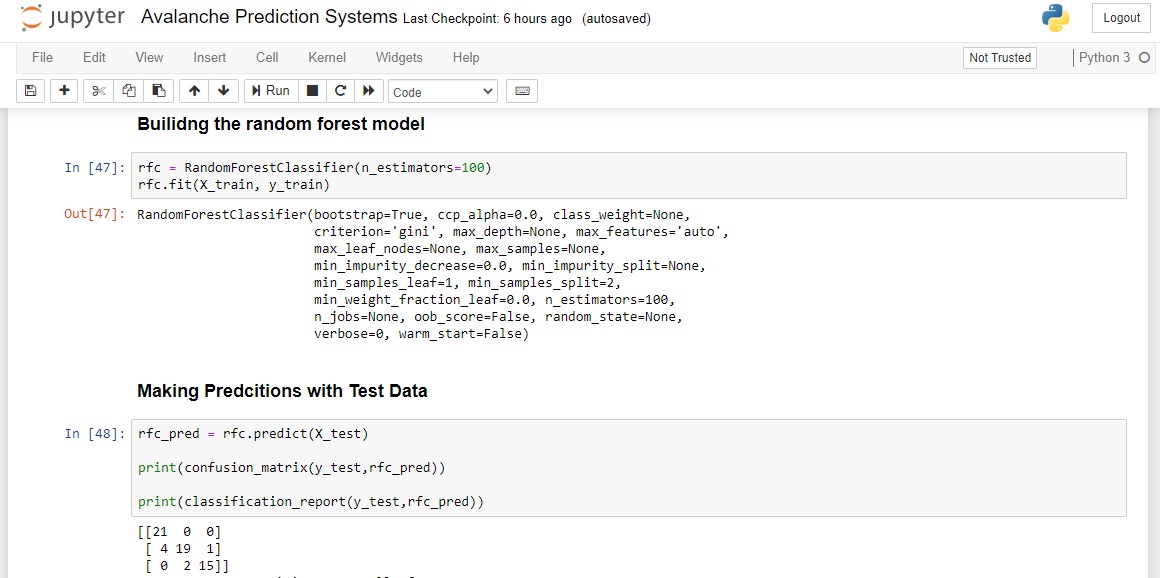 jupyter Avalanche Prediction Systems Last Checkpoint: 6 hours ago (autosaved) Logout
File Edit View Insert Cell Kernel Widgets Help Not Trusted Python 3
Run Code
Builidng the random forest model
In [47]: rfc = RandomForestClassifier(n_estimators=100)
rfc.fit(X_train, y_train)
Out[47]: RandomForestClassifier(bootstrap=True, ccp_alpha=0.0, class_weight=None,
criterion='gini', max_depth=None, max_features='auto',
max_leaf_nodes=None, max_samples=None,
min_impurity_decrease=0.0, min_impurity_split=None,
min_samples_leaf=1, min_samples_split=2,
min_weight_fraction_leaf=0.0, n_estimators=100,
n_jobs=None, oob_score=False, random_state=None,
verbose=0, warm_start=False)
Making Predcitions with Test Data
In [48]: rfc_pred = rfc.predict(X_test)
print(confusion_matrix(y_test,rfc_pred))
print(classification_report(y_test,rfc_pred))
[[21 0 0]
[ 4 19 1]
[ 0 2 15]]